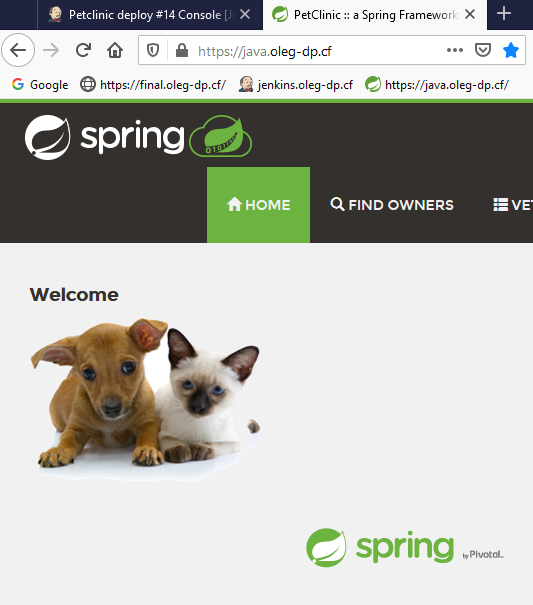 Petclinic deploy #14 Console [J
PetClinic :: a Spring Framework
https://java.oleg-dp.cf
Google
https://final.oleg-dp.cf/
jenkins.oleg-dp.cf
https://java.oleg-dp.cf/
spring
HOME
FIND OWNERS
VET
Welcome
spring by Pivotal.